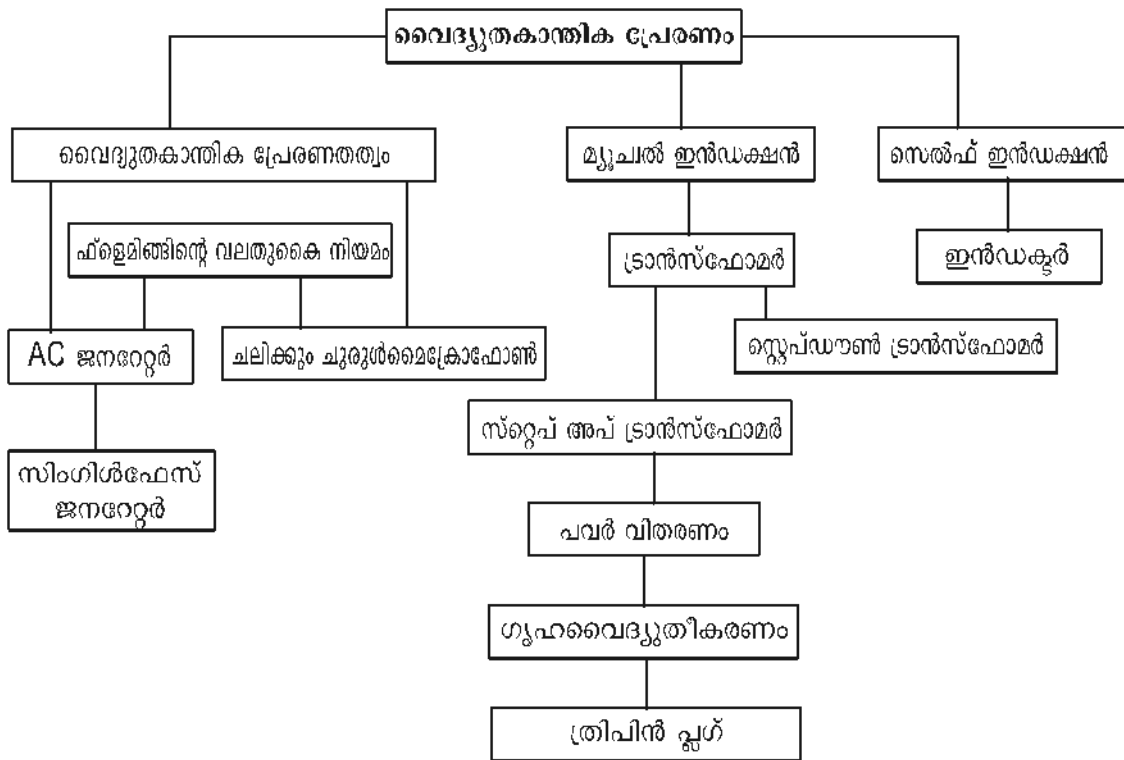 വൈദ്യുതകാന്തിക പ്രേരണം
വൈദ്യുതകാന്തിക പ്രേരണതത്വം
മ്യൂച്വൽ ഇൻഡക്ഷൻ
സെൽഫ് ഇൻഡക്ഷൻ
ഫ്ളെമിങ്ങിന്റെ വലതുകൈ നിയമം
ട്രാൻസ്ഫോമർ
ഇൻഡക്ടർ
AC ജനറേറ്റർ
ചലിക്കും ചുരുൾമൈക്രോഫോൺ
സ്റ്റെപ്ഡൗൺ ട്രാൻസ്ഫോമർ
സ്റ്റെപ് അപ് ട്രാൻസ്ഫോമർ
സിംഗിൾഫേസ്
ജനറേറ്റർ
പവർ വിതരണം
ഗൃഹവൈദ്യുതീകരണം
ത്രിപിൻ പ്ലഗ്